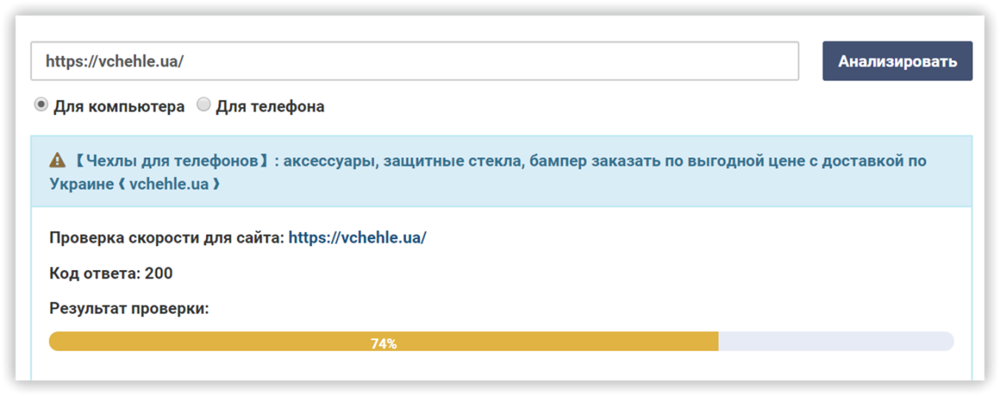 https://vchehle.ua/
Анализировать
Для компьютера Для телефона
【Чехлы для телефонов】: аксессуары, защитные стекла, бампер заказать по выгодной цене с доставкой по
Украине ❰ vchehle.ua ❱
Проверка скорости для сайта: https://vchehle.ua/
Код ответа: 200
Результат проверки:
74%